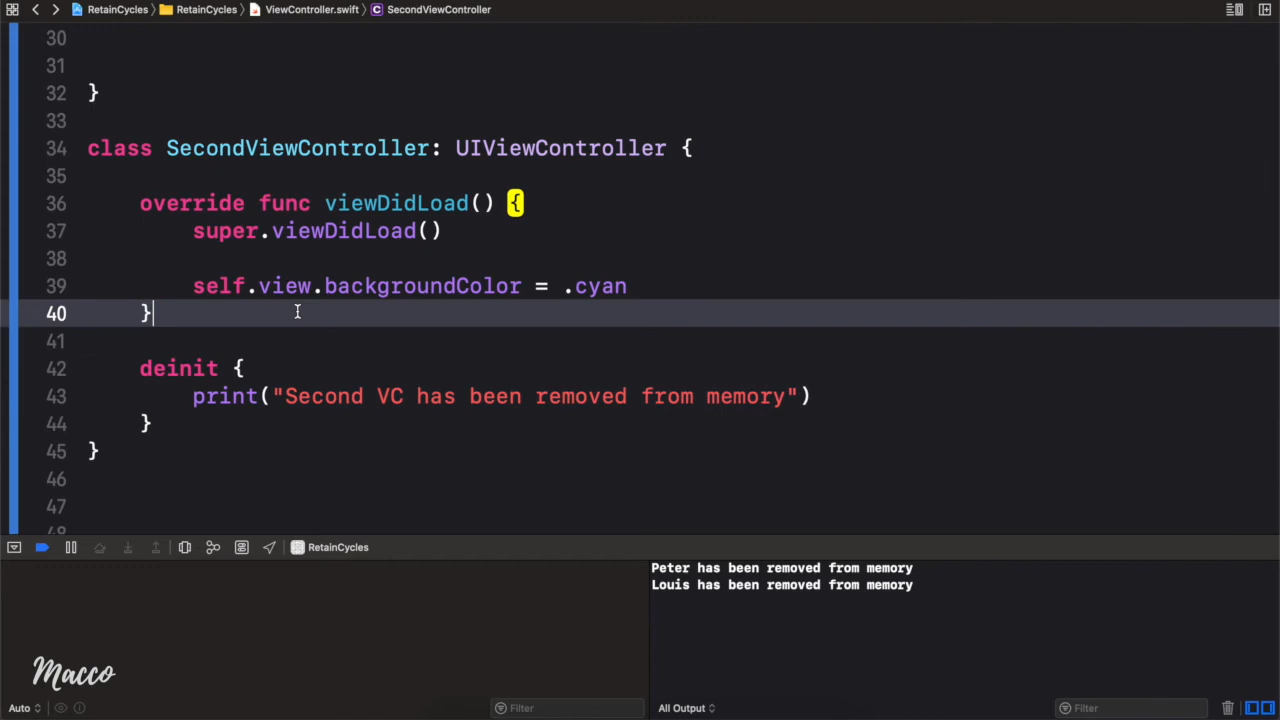 RetainCycles RetainCycles ViewController.swift C SecondViewController
30
31
32 }
33
34 class SecondViewController: UIViewController {
35
36 override func viewDidLoad() {
37 super.viewDidLoad()
38
39 self.view.backgroundColor = .cyan
40 }
41
42 deinit {
43 print("Second VC has been removed from memory")
44 }
45 }
46
47
48
RetainCycles
Peter has been removed from memory
Louis has been removed from memory
Macco
Auto Filter All Output Filter